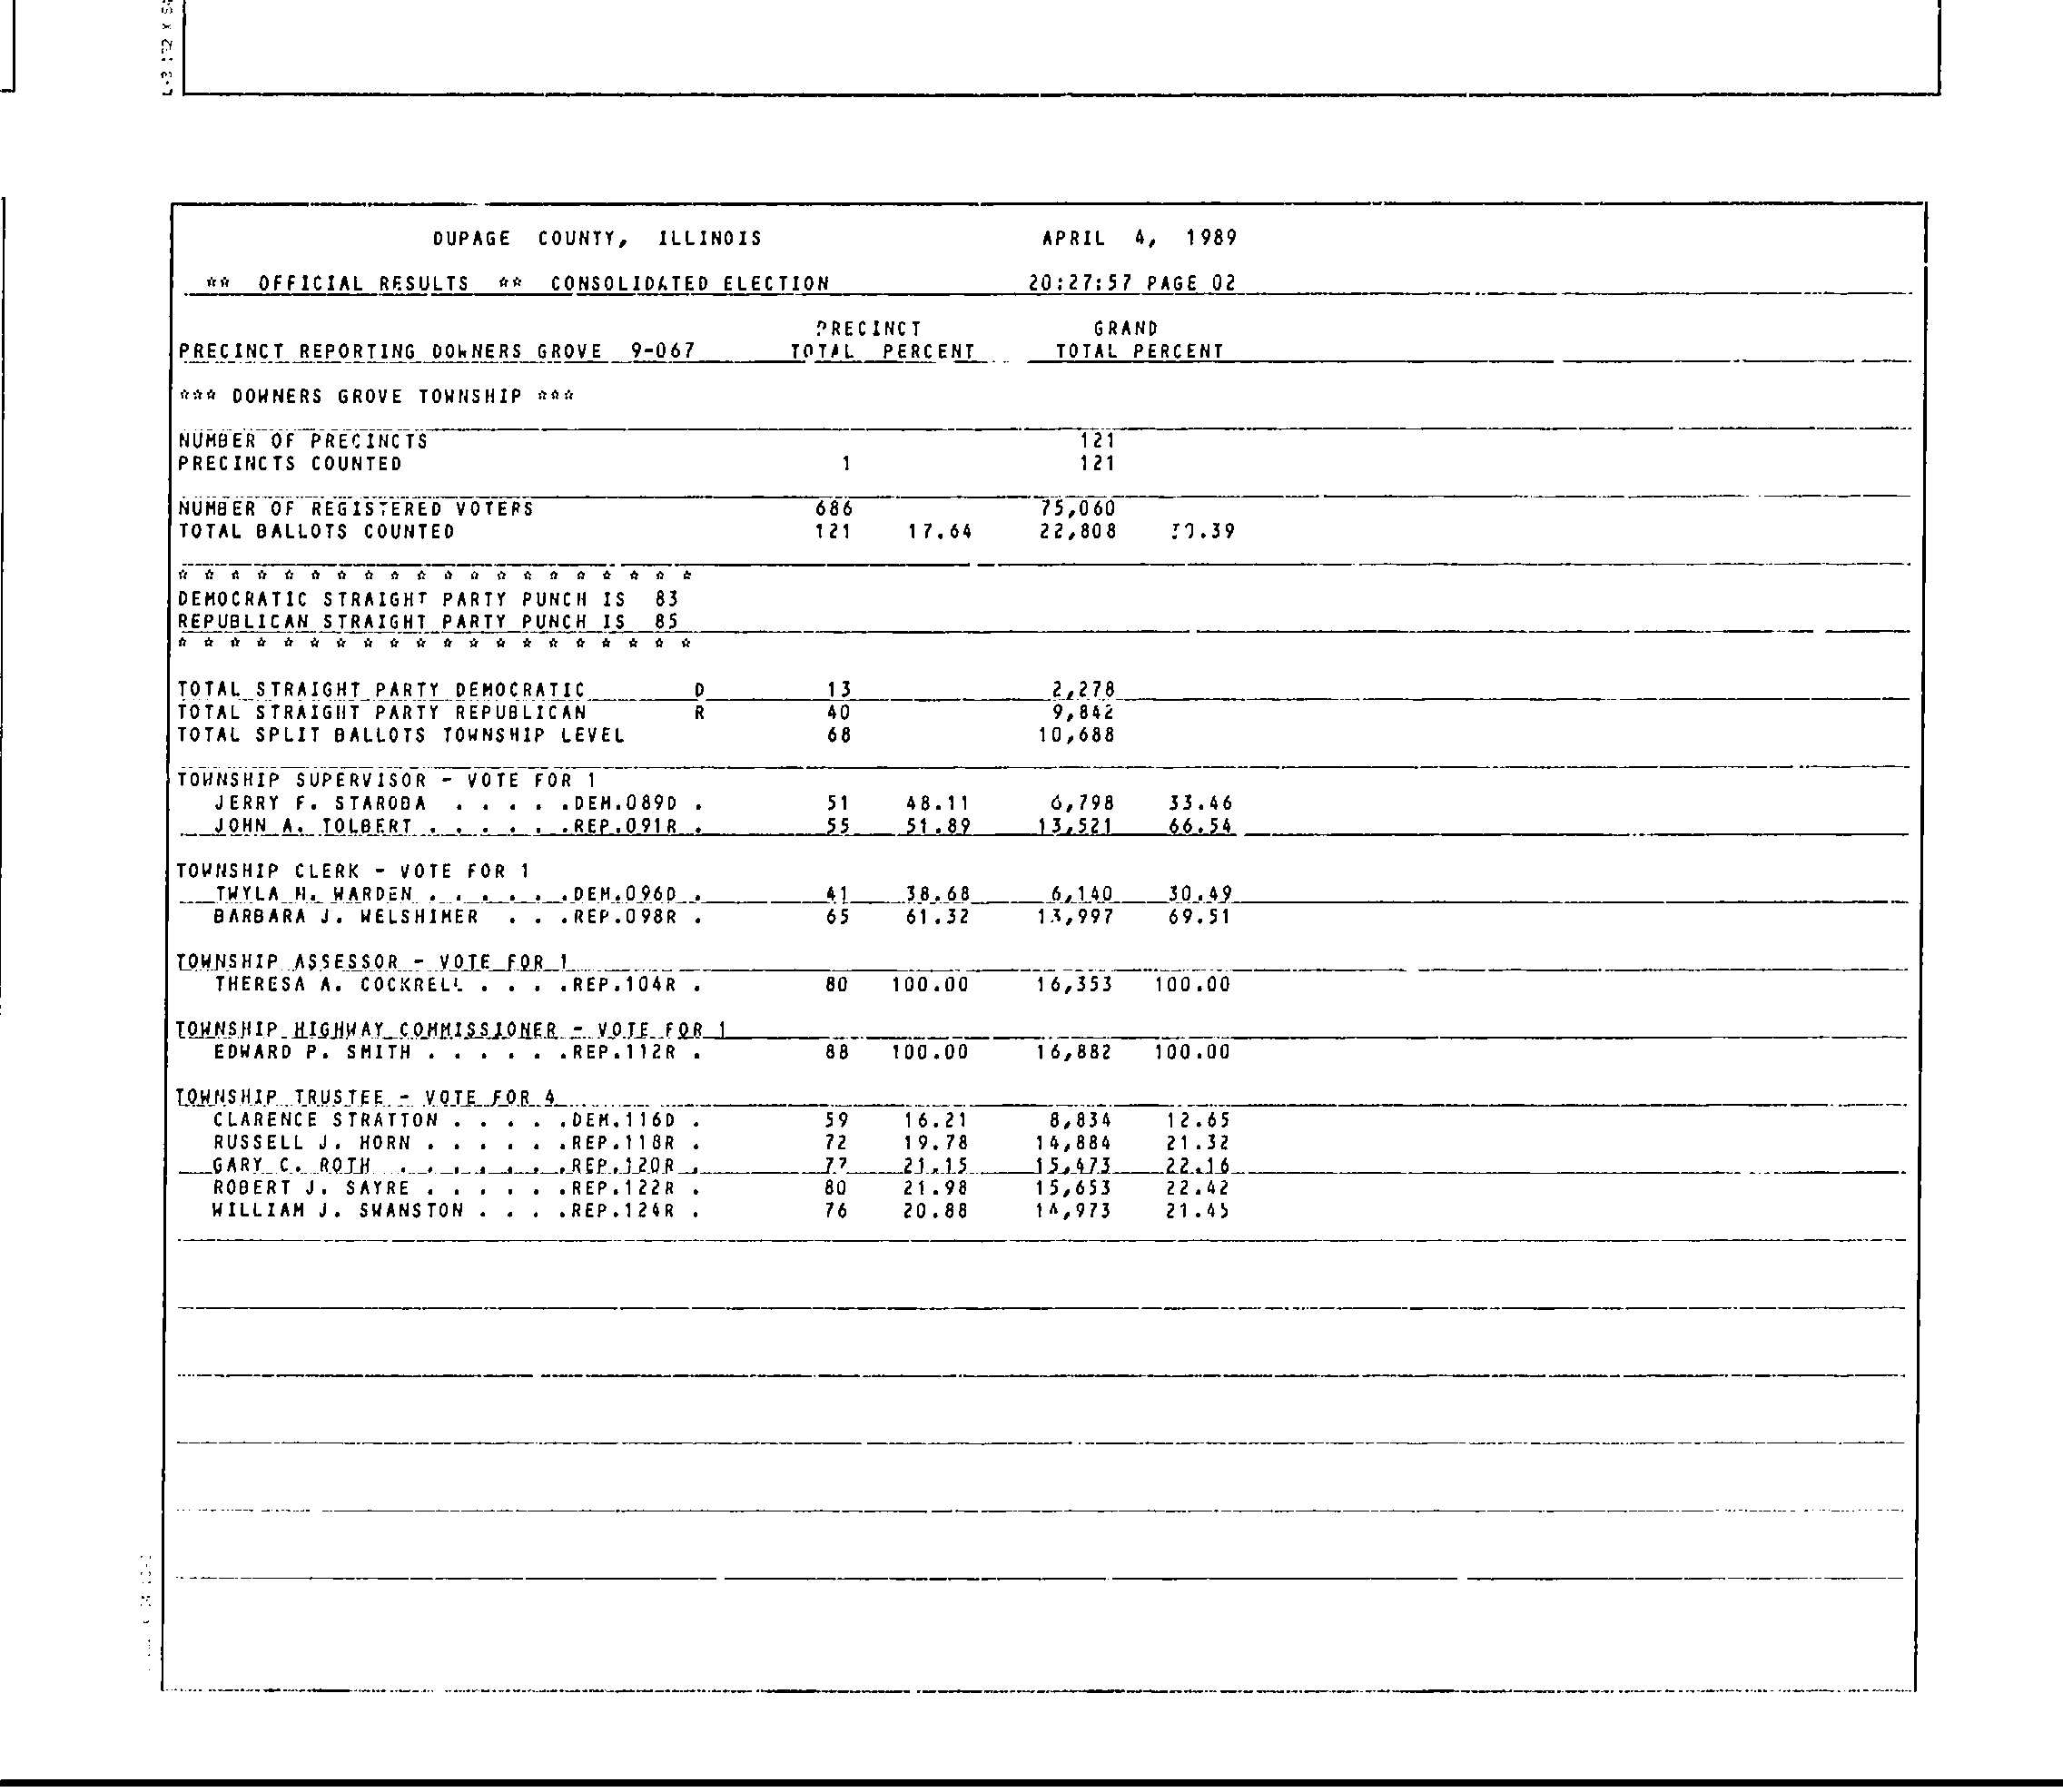 DUPAGE COUNTY, ILLINOIS APRIL 4, 1989
** OFFICIAL RESULTS ** CONSOLIDATED ELECTION 20:27:57 PAGE 02
PRECINCT GRAND
PRECINCT REPORTING DOWNERS GROVE 9-067 TOTAL PERCENT TOTAL PERCENT
*** DOWNERS GROVE TOWNSHIP ***
NUMBER OF PRECINCTS 121
PRECINCTS COUNTED 1 121
NUMBER OF REGISTERED VOTERS 686 75,060
TOTAL BALLOTS COUNTED 121 17.64 22,808 30.39
* * * * * * * * * * * * * * * * * * * *
DEMOCRATIC STRAIGHT PARTY PUNCH IS 83
REPUBLICAN STRAIGHT PARTY PUNCH IS 85
* * * * * * * * * * * * * * * * * * * *
TOTAL STRAIGHT PARTY DEMOCRATIC D 13 2,278
TOTAL STRAIGHT PARTY REPUBLICAN R 40 9,842
TOTAL SPLIT BALLOTS TOWNSHIP LEVEL 68 10,688
TOWNSHIP SUPERVISOR - VOTE FOR 1
JERRY F. STAROBA . . . . .DEM.089D . 51 48.11 6,798 33.46
JOHN A. TOLBERT . . . . . .REP.091R . 55 51.89 13,521 66.54
TOWNSHIP CLERK - VOTE FOR 1
TWYLA H. WARDEN . . . . . .DEM.096D . 41 38.68 6,140 30.49
BARBARA J. WELSHIMER . . .REP.098R . 65 61.32 13,997 69.51
TOWNSHIP ASSESSOR - VOTE FOR 1
THERESA A. COCKRELL . . . .REP.104R . 80 100.00 16,353 100.00
TOWNSHIP HIGHWAY COMMISSIONER - VOTE FOR 1
EDWARD P. SMITH . . . . . .REP.112R . 88 100.00 16,882 100.00
TOWNSHIP TRUSTEE - VOTE FOR 4
CLARENCE STRATTON . . . . .DEM.116D . 59 16.21 8,834 12.65
RUSSELL J. HORN . . . . . .REP.118R . 72 19.78 14,884 21.32
GARY C. ROTH . . . . . . .REP.120R . 77 21.15 15,473 22.16
ROBERT J. SAYRE . . . . . .REP.122R . 80 21.98 15,653 22.42
WILLIAM J. SWANSTON . . . .REP.124R . 76 20.88 14,973 21.45